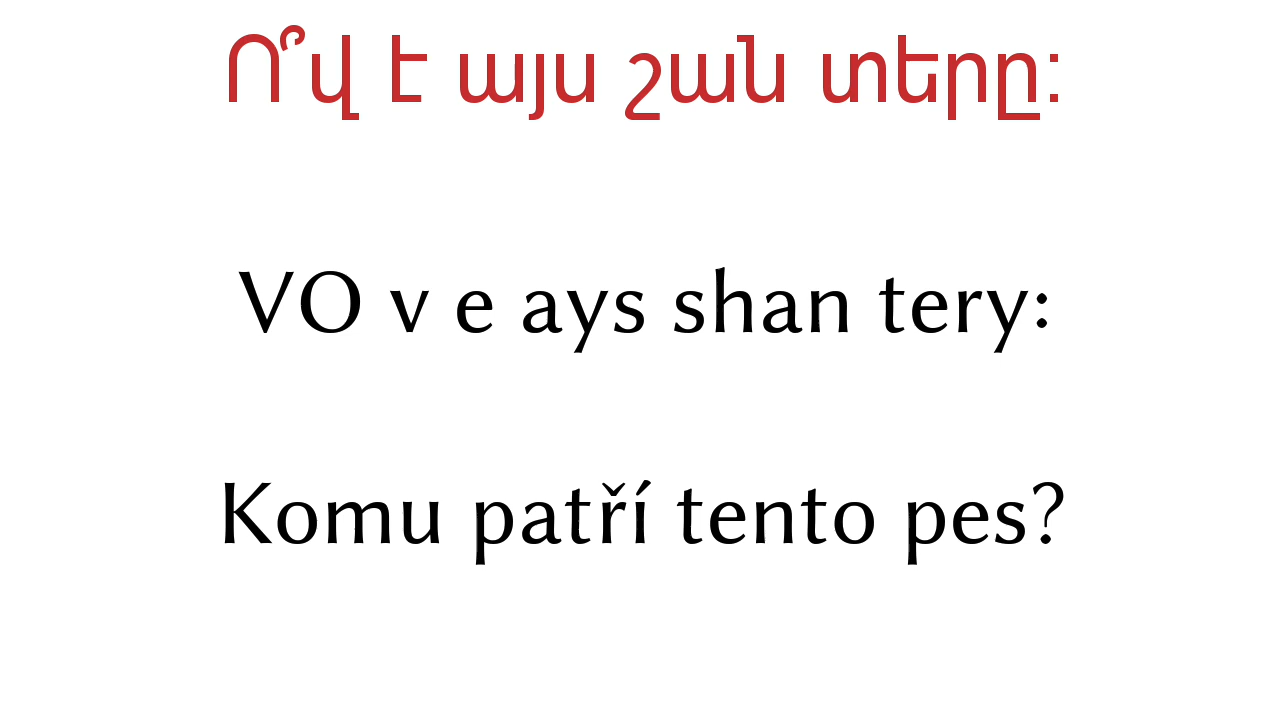 Ո՞վ է այս շան տերը։
VO v e ays shan tery։
Komu patří tento pes?